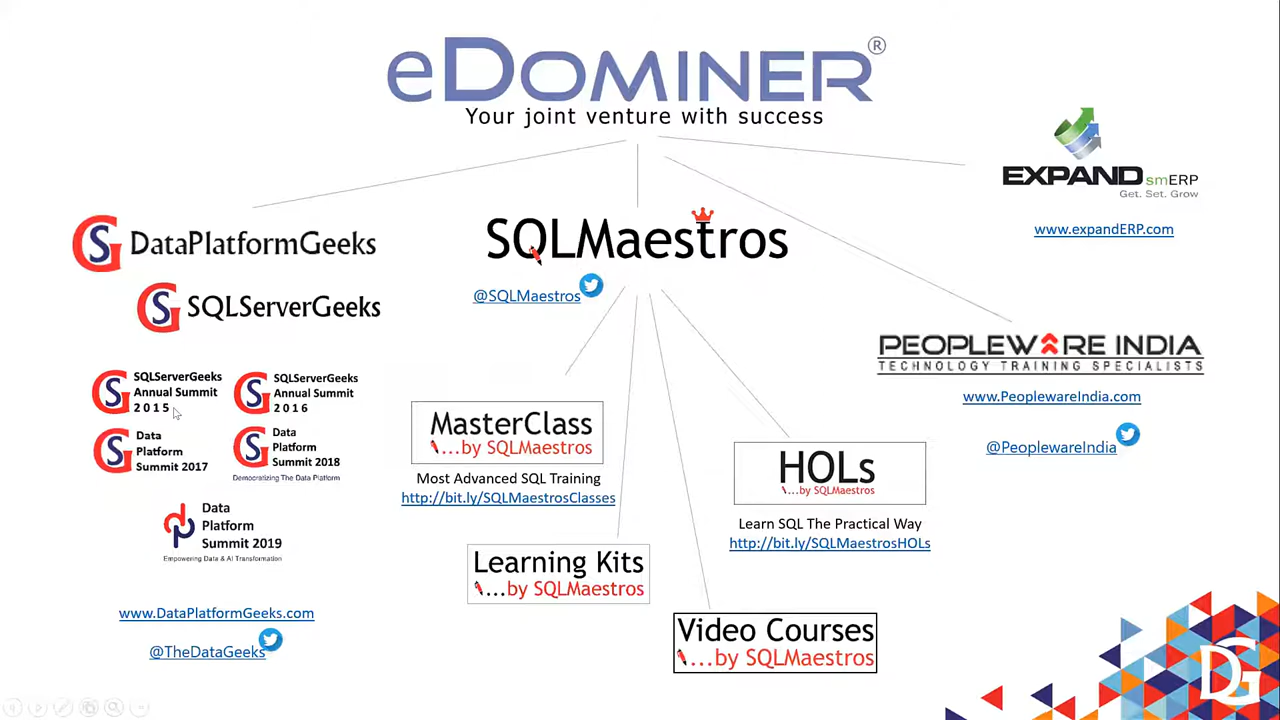 eDOMINER®
Your joint venture with success
EXPAND smERP
Get. Set. Grow
www.expandERP.com
DataPlatformGeeks
SQLServerGeeks
SQLMaestros
@SQLMaestros
PEOPLEWARE INDIA
TECHNOLOGY TRAINING SPECIALISTS
www.PeoplewareIndia.com
@PeoplewareIndia
SQLServerGeeks
Annual Summit
2015
SQLServerGeeks
Annual Summit
2016
Data
Platform
Summit 2017
Data
Platform
Summit 2018
Democratizing The Data Platform
Data
Platform
Summit 2019
Empowering Data & AI Transformation
www.DataPlatformGeeks.com
@TheDataGeeks
MasterClass
...by SQLMaestros
Most Advanced SQL Training
http://bit.ly/SQLMaestrosClasses
HOLs
...by SQLMaestros
Learn SQL The Practical Way
http://bit.ly/SQLMaestrosHOLs
Learning Kits
...by SQLMaestros
Video Courses
...by SQLMaestros
DG